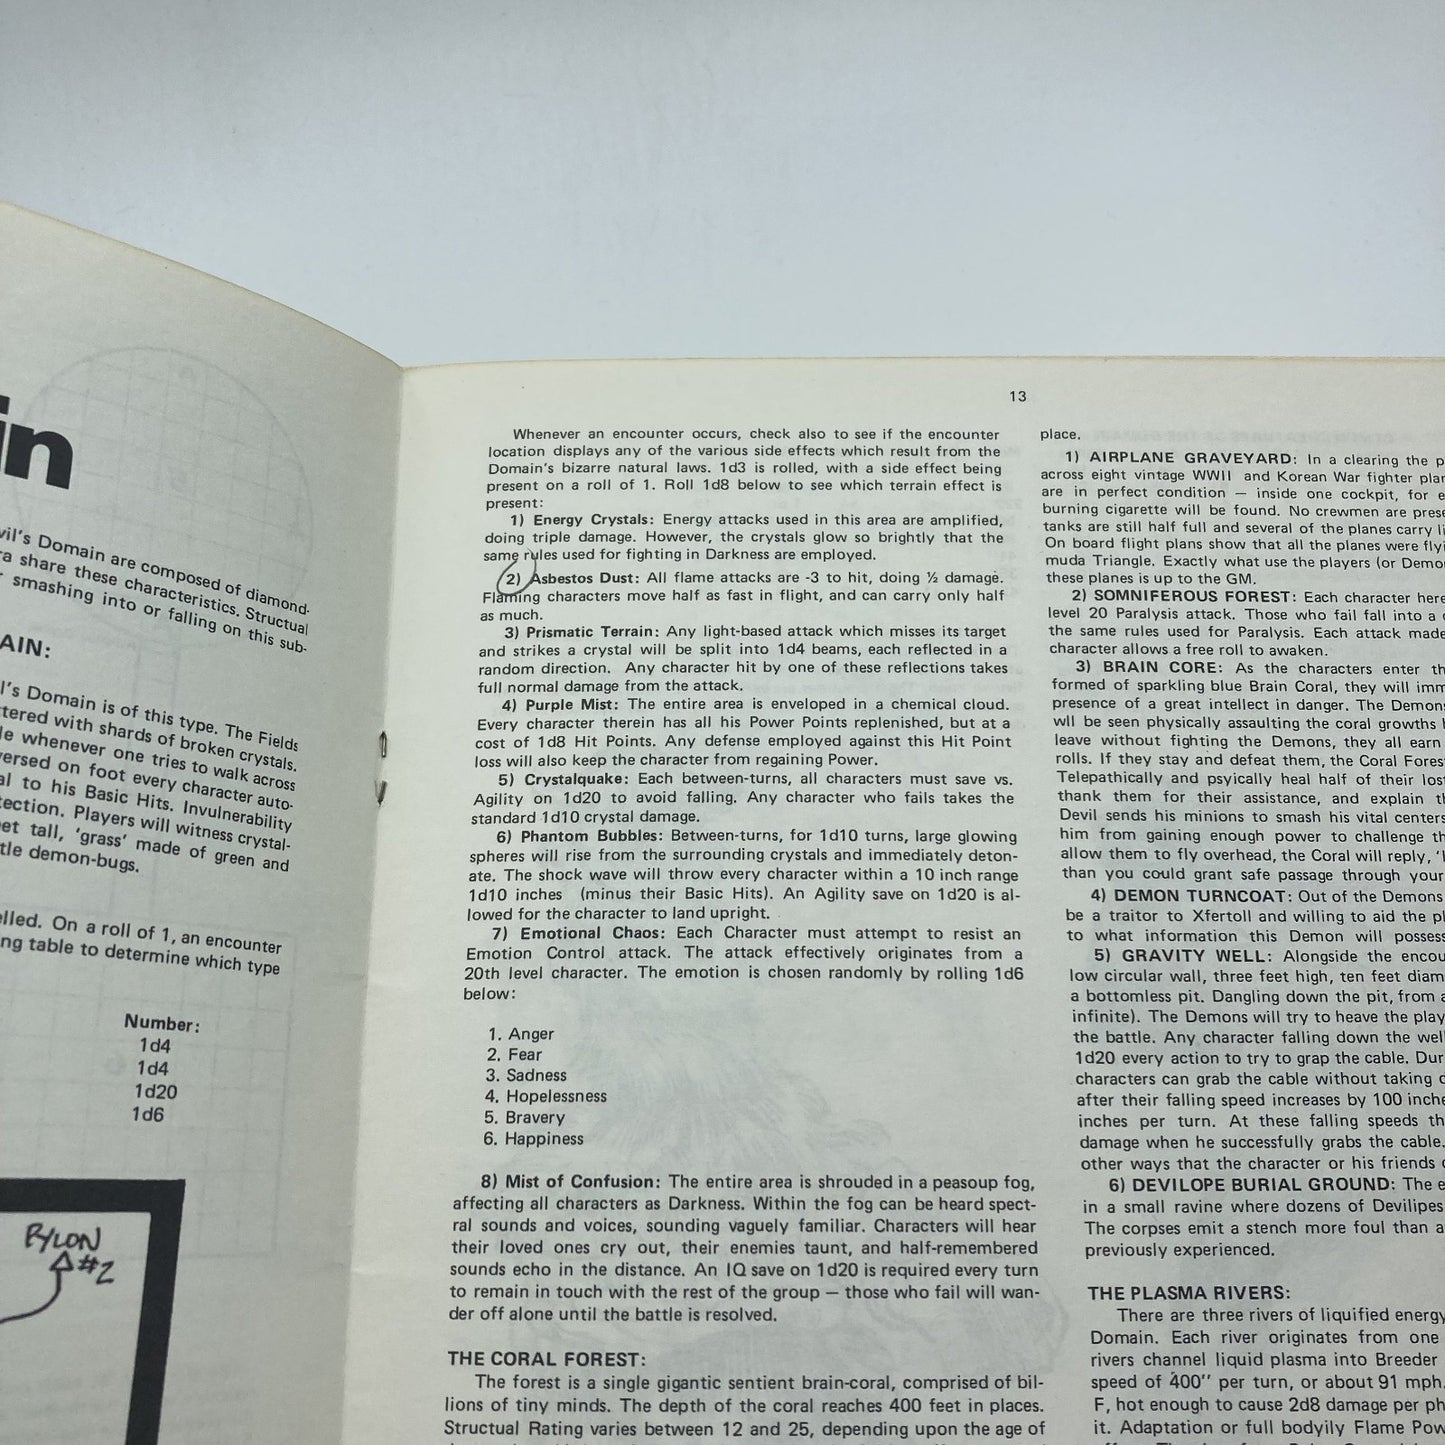 in
vil's Domain are composed of diamond-
ra share these characteristics. Structual
r smashing into or falling on this sub-
AIN:
l's Domain is of this type. The Fields
tered with shards of broken crystals.
le whenever one tries to walk across
versed on foot every character auto-
al to his Basic Hits. Invulnerability
tection. Players will witness crystal-
eet tall, 'grass' made of green and
tle demon-bugs.
elled. On a roll of 1, an encounter
ng table to determine which type
Number:
1d4
1d4
1d20
1d6
PYLON
#2
13
Whenever an encounter occurs, check also to see if the encounter
location displays any of the various side effects which result from the
Domain's bizarre natural laws. 1d3 is rolled, with a side effect being
present on a roll of 1. Roll 1d8 below to see which terrain effect is
present:
1) Energy Crystals: Energy attacks used in this area are amplified,
doing triple damage. However, the crystals glow so brightly that the
same rules used for fighting in Darkness are employed.
2) Asbestos Dust: All flame attacks are -3 to hit, doing ½ damage.
Flaming characters move half as fast in flight, and can carry only half
as much.
3) Prismatic Terrain: Any light-based attack which misses its target
and strikes a crystal will be split into 1d4 beams, each reflected in a
random direction. Any character hit by one of these reflections takes
full normal damage from the attack.
4) Purple Mist: The entire area is enveloped in a chemical cloud.
Every character therein has all his Power Points replenished, but at a
cost of 1d8 Hit Points. Any defense employed against this Hit Point
loss will also keep the character from regaining Power.
5) Crystalquake: Each between-turns, all characters must save vs.
Agility on 1d20 to avoid falling. Any character who fails takes the
standard 1d10 crystal damage.
6) Phantom Bubbles: Between-turns, for 1d10 turns, large glowing
spheres will rise from the surrounding crystals and immediately deton-
ate. The shock wave will throw every character within a 10 inch range
1d10 inches (minus their Basic Hits). An Agility save on 1d20 is al-
lowed for the character to land upright.
7) Emotional Chaos: Each Character must attempt to resist an
Emotion Control attack. The attack effectively originates from a
20th level character. The emotion is chosen randomly by rolling 1d6
below:
1. Anger
2. Fear
3. Sadness
4. Hopelessness
5. Bravery
6. Happiness
8) Mist of Confusion: The entire area is shrouded in a peasoup fog,
affecting all characters as Darkness. Within the fog can be heard spect-
ral sounds and voices, sounding vaguely familiar. Characters will hear
their loved ones cry out, their enemies taunt, and half-remembered
sounds echo in the distance. An IQ save on 1d20 is required every turn
to remain in touch with the rest of the group — those who fail will wan-
der off alone until the battle is resolved.
THE CORAL FOREST:
The forest is a single gigantic sentient brain-coral, comprised of bil-
lions of tiny minds. The depth of the coral reaches 400 feet in places.
Structual Rating varies between 12 and 25, depending upon the age of
place.
1) AIRPLANE GRAVEYARD: In a clearing the p
across eight vintage WWII and Korean War fighter plan
are in perfect condition — inside one cockpit, for e
burning cigarette will be found. No crewmen are prese
tanks are still half full and several of the planes carry li
On board flight plans show that all the planes were flyi
muda Triangle. Exactly what use the players (or Demo
these planes is up to the GM.
2) SOMNIFEROUS FOREST: Each character here
level 20 Paralysis attack. Those who fail fall into a
the same rules used for Paralysis. Each attack made
character allows a free roll to awaken.
3) BRAIN CORE: As the characters enter th
formed of sparkling blue Brain Coral, they will imm
presence of a great intellect in danger. The Demons
wll be seen physically assaulting the coral growths
leave without fighting the Demons, they all earn
rolls. If they stay and defeat them, the Coral Fores
Telepathically and psyically heal half of their lost
thank them for their assistance, and explain th
Devil sends his minions to smash his vital centers
him from gaining enough power to challenge th
allow them to fly overhead, the Coral will reply, '
than you could grant safe passage through your
4) DEMON TURNCOAT: Out of the Demons
be a traitor to Xfertoll and willing to aid the pl
to what information this Demon will possess
5) GRAVITY WELL: Alongside the encou
low circular wall, three feet high, ten feet diam
a bottomless pit. Dangling down the pit, from a
infinite). The Demons will try to heave the play
the battle. Any character falling down the well
1d20 every action to try to grap the cable. Dur
characters can grab the cable without taking
after their falling speed increases by 100 inche
inches per turn. At these falling speeds th
damage when he successfully grabs the cable.
other ways that the character or his friends
6) DEVILOPE BURIAL GROUND: The e
in a small ravine where dozens of Devilipes
The corpses emit a stench more foul than a
previously experienced.
THE PLASMA RIVERS:
There are three rivers of liquified energy
Domain. Each river originates from one
rivers channel liquid plasma into Breeder
speed of 400" per turn, or about 91 mph.
F, hot enough to cause 2d8 damage per ph
it. Adaptation or full bodyily Flame Pow